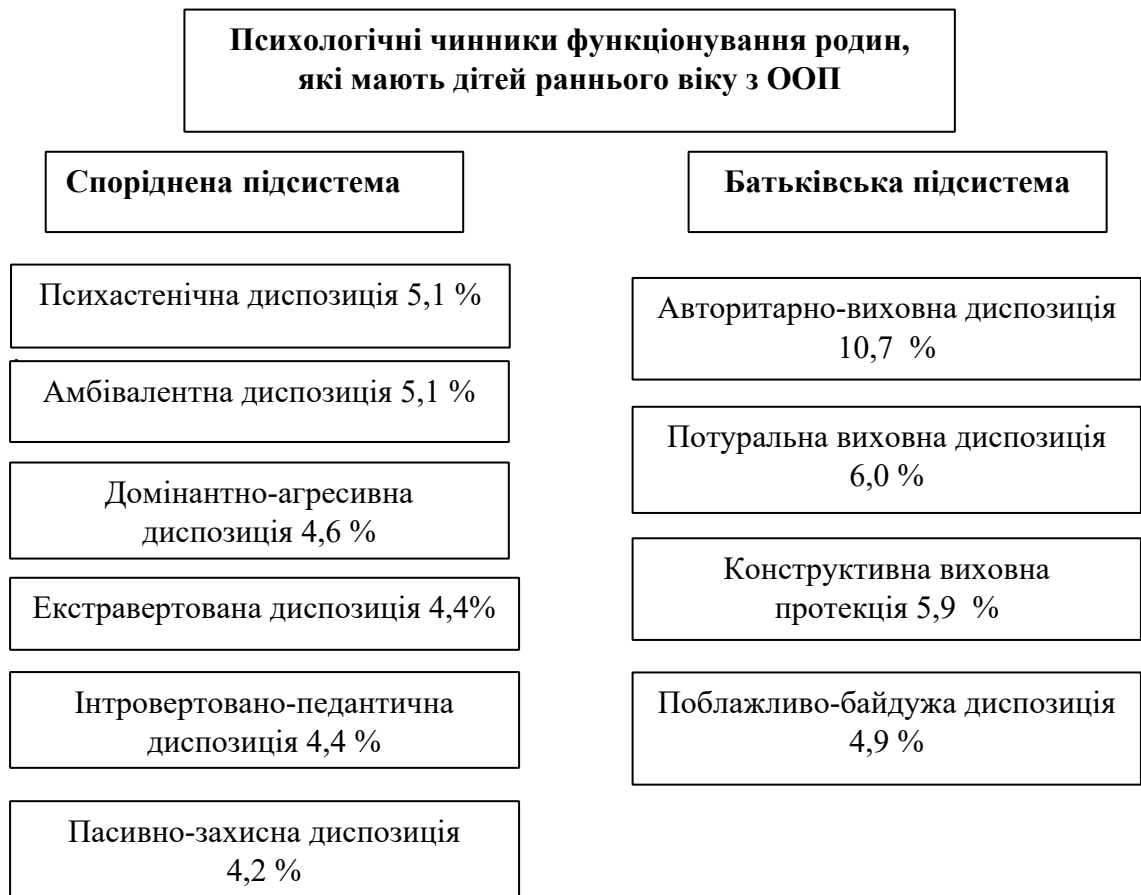 Психологічні чинники функціонування родин,
які мають дітей раннього віку з ООП
Споріднена підсистема
Психастенічна диспозиція 5,1 %
Амбівалентна диспозиція 5,1 %
Домінантно-агресивна
диспозиція 4,6 %
Екстравертована диспозиція 4,4%
Інтровертовано-педантична
диспозиція 4,4 %
Пасивно-захисна диспозиція
4,2 %
Батьківська підсистема
Авторитарно-виховна диспозиція
10,7 %
Потуральна виховна диспозиція
6,0 %
Конструктивна виховна
протекція 5,9 %
Поблажливо-байдужа диспозиція
4,9 %